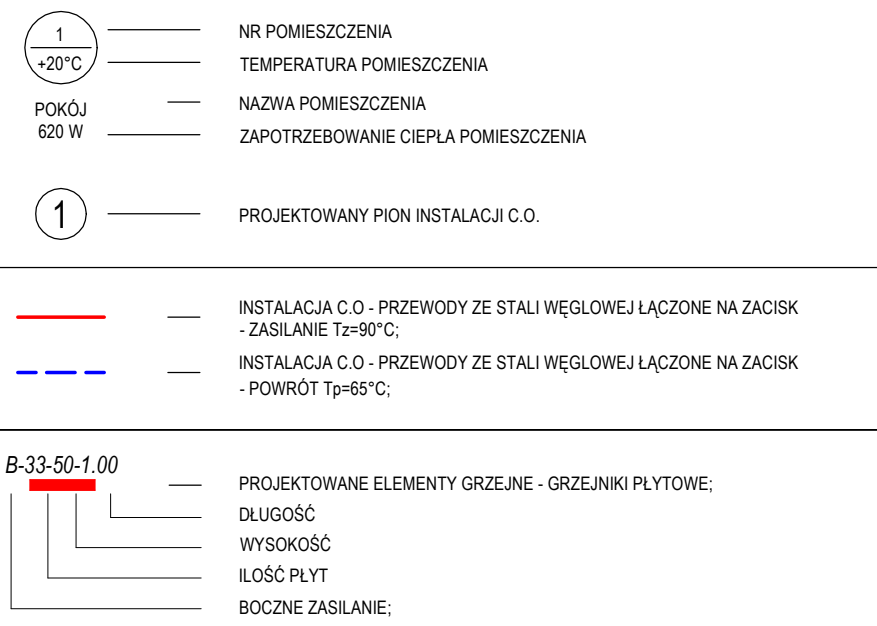 1
NR POMIESZCZENIA
+20°C
TEMPERATURA POMIESZCZENIA
POKÓJ
NAZWA POMIESZCZENIA
620 W
ZAPOTRZEBOWANIE CIEPŁA POMIESZCZENIA
1
PROJEKTOWANY PION INSTALACJI C.O.
INSTALACJA C.O - PRZEWODY ZE STALI WĘGLOWEJ ŁĄCZONE NA ZACISK
- ZASILANIE Tz=90°C;
INSTALACJA C.O - PRZEWODY ZE STALI WĘGLOWEJ ŁĄCZONE NA ZACISK
- POWRÓT Tp=65°C;
B-33-50-1.00
PROJEKTOWANE ELEMENTY GRZEJNE - GRZEJNIKI PŁYTOWE;
DŁUGOŚĆ
WYSOKOŚĆ
ILOŚĆ PŁYT
BOCZNE ZASILANIE;